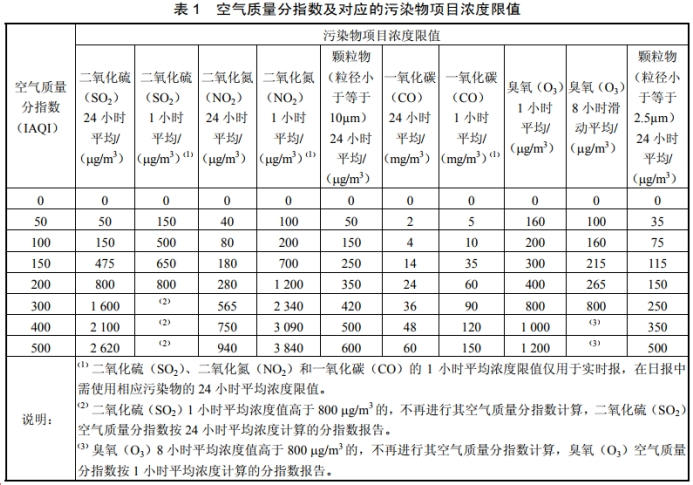 表 1 空气质量分指数及对应的污染物项目浓度限值
空气质量
分指数
（IAQI）
污染物项目浓度限值
二氧化硫
（SO₂）
24 小时
平均/
（μg/m³）
二氧化硫
（SO₂）
1 小时
平均/
（μg/m³）⁽¹⁾
二氧化氮
（NO₂）
24 小时
平均/
（μg/m³）
二氧化氮
（NO₂）
1 小时
平均/
（μg/m³）⁽¹⁾
颗粒物
（粒径小
于等于
10μm）
24 小时
平均/
（μg/m³）
一氧化碳
（CO）
24 小时
平均/
（mg/m³）
一氧化碳
（CO）
1 小时
平均/
（mg/m³）⁽¹⁾
臭氧（O₃）
1 小时
平均/
（μg/m³）
臭氧（O₃）
8 小时滑
动平均/
（μg/m³）
颗粒物
（粒径小
于等于
2.5μm）
24 小时
平均/
（μg/m³）
0 0 0 0 0 0 0 0 0 0 0
50 50 150 40 100 50 2 5 160 100 35
100 150 500 80 200 150 4 10 200 160 75
150 475 650 180 700 250 14 35 300 215 115
200 800 800 280 1 200 350 24 60 400 265 150
300 1 600 ⁽²⁾ 565 2 340 420 36 90 800 800 250
400 2 100 ⁽²⁾ 750 3 090 500 48 120 1 000 ⁽³⁾ 350
500 2 620 ⁽²⁾ 940 3 840 600 60 150 1 200 ⁽³⁾ 500
说明：
⁽¹⁾ 二氧化硫（SO₂）、二氧化氮（NO₂）和一氧化碳（CO）的 1 小时平均浓度限值仅用于实时报，在日报中
需使用相应污染物的 24 小时平均浓度限值。
⁽²⁾ 二氧化硫（SO₂）1 小时平均浓度值高于 800 μg/m³的，不再进行其空气质量分指数计算，二氧化硫（SO₂）
空气质量分指数按 24 小时平均浓度计算的分指数报告。
⁽³⁾ 臭氧（O₃）8 小时平均浓度值高于 800 μg/m³的，不再进行其空气质量分指数计算，臭氧（O₃）空气质量
分指数按 1 小时平均浓度计算的分指数报告。